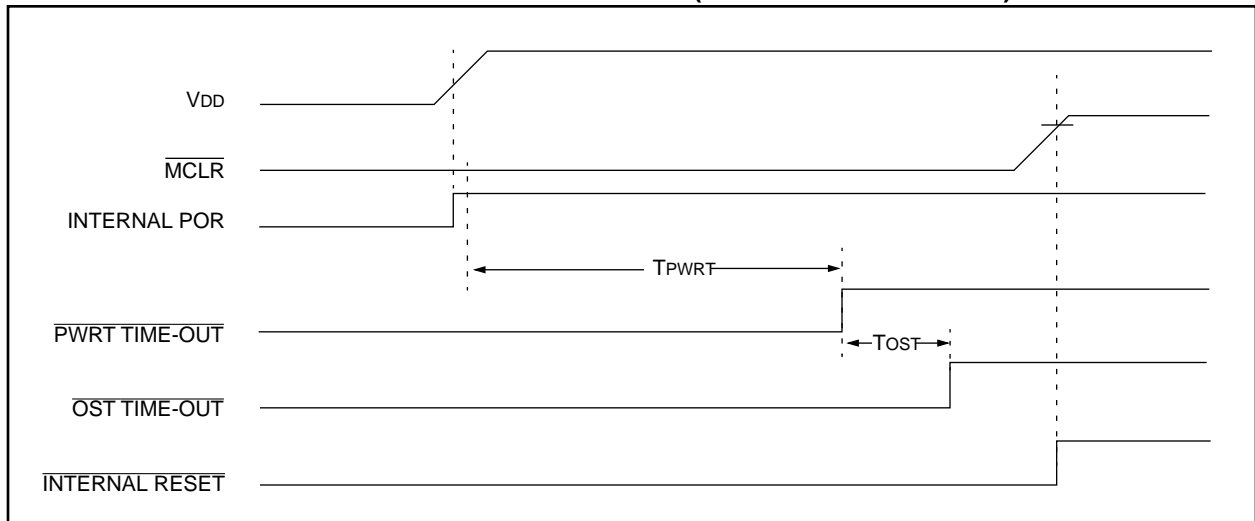 VDD
MCLR
INTERNAL POR
TPWRT
PWRT TIME-OUT
TOST
OST TIME-OUT
INTERNAL RESET